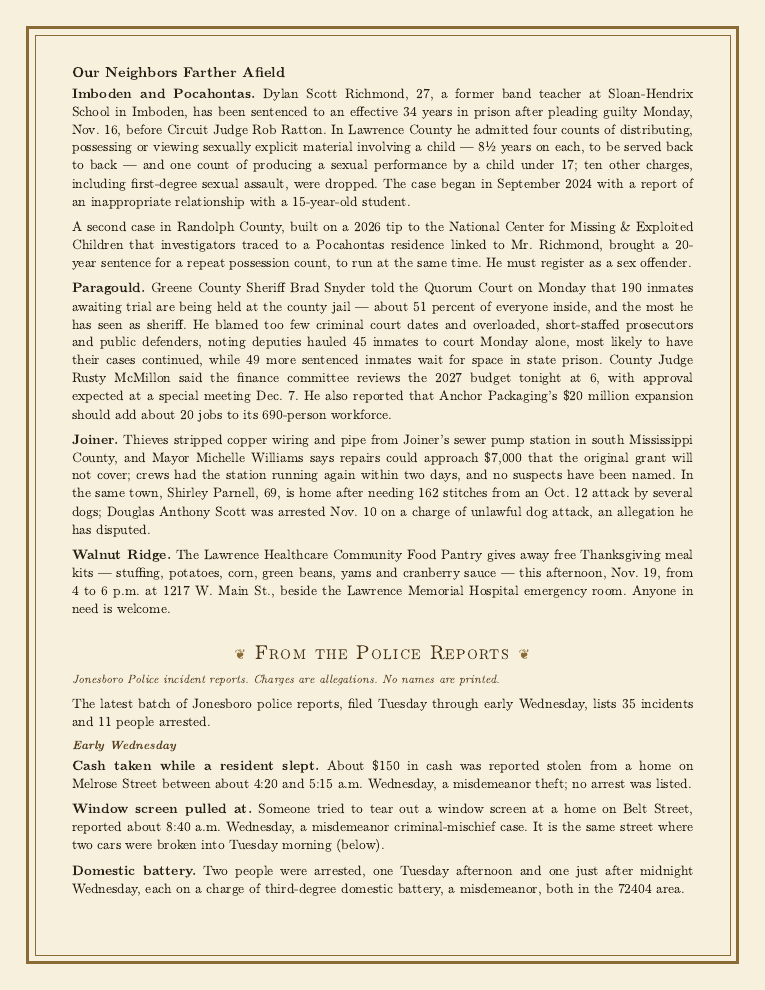 Our Neighbors Farther Afield
Imboden and Pocahontas. Dylan Scott Richmond, 27, a former band teacher at Sloan-Hendrix
School in Imboden, has been sentenced to an effective 34 years in prison after pleading guilty Monday,
Nov. 16, before Circuit Judge Rob Ratton. In Lawrence County he admitted four counts of distributing,
possessing or viewing sexually explicit material involving a child — 8½ years on each, to be served back
to back — and one count of producing a sexual performance by a child under 17; ten other charges,
including first-degree sexual assault, were dropped. The case began in September 2024 with a report of
an inappropriate relationship with a 15-year-old student.
A second case in Randolph County, built on a 2026 tip to the National Center for Missing & Exploited
Children that investigators traced to a Pocahontas residence linked to Mr. Richmond, brought a 20-
year sentence for a repeat possession count, to run at the same time. He must register as a sex offender.
Paragould. Greene County Sheriff Brad Snyder told the Quorum Court on Monday that 190 inmates
awaiting trial are being held at the county jail — about 51 percent of everyone inside, and the most he
has seen as sheriff. He blamed too few criminal court dates and overloaded, short-staffed prosecutors
and public defenders, noting deputies hauled 45 inmates to court Monday alone, most likely to have
their cases continued, while 49 more sentenced inmates wait for space in state prison. County Judge
Rusty McMillon said the finance committee reviews the 2027 budget tonight at 6, with approval
expected at a special meeting Dec. 7. He also reported that Anchor Packaging's $20 million expansion
should add about 20 jobs to its 690-person workforce.
Joiner. Thieves stripped copper wiring and pipe from Joiner's sewer pump station in south Mississippi
County, and Mayor Michelle Williams says repairs could approach $7,000 that the original grant will
not cover; crews had the station running again within two days, and no suspects have been named. In
the same town, Shirley Parnell, 69, is home after needing 162 stitches from an Oct. 12 attack by several
dogs; Douglas Anthony Scott was arrested Nov. 10 on a charge of unlawful dog attack, an allegation he
has disputed.
Walnut Ridge. The Lawrence Healthcare Community Food Pantry gives away free Thanksgiving meal
kits — stuffing, potatoes, corn, green beans, yams and cranberry sauce — this afternoon, Nov. 19, from
4 to 6 p.m. at 1217 W. Main St., beside the Lawrence Memorial Hospital emergency room. Anyone in
need is welcome.
❦ From the Police Reports ❦
Jonesboro Police incident reports. Charges are allegations. No names are printed.
The latest batch of Jonesboro police reports, filed Tuesday through early Wednesday, lists 35 incidents
and 11 people arrested.
Early Wednesday
Cash taken while a resident slept. About $150 in cash was reported stolen from a home on
Melrose Street between about 4:20 and 5:15 a.m. Wednesday, a misdemeanor theft; no arrest was listed.
Window screen pulled at. Someone tried to tear out a window screen at a home on Belt Street,
reported about 8:40 a.m. Wednesday, a misdemeanor criminal-mischief case. It is the same street where
two cars were broken into Tuesday morning (below).
Domestic battery. Two people were arrested, one Tuesday afternoon and one just after midnight
Wednesday, each on a charge of third-degree domestic battery, a misdemeanor, both in the 72404 area.